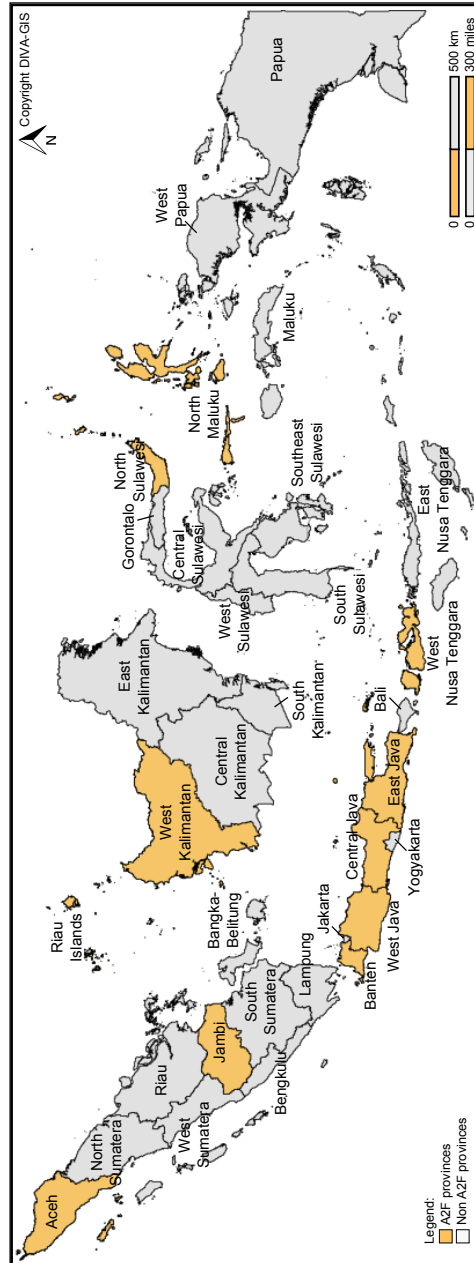 Copyright DIVA-GIS
N
Aceh
North
Sumatera
Riau
West
Sumatera
Jambi
South
Sumatera
Bengkulu
Lampung
Bangka-
Belitung
Riau
Islands
Banten
Jakarta
West Java
Central Java
Yogyakarta
East Java
Bali
West
Nusa Tenggara
East
Nusa Tenggara
West
Kalimantan
Central
Kalimantan
South
Kalimantan
East
Kalimantan
West
Sulawesi
South
Sulawesi
Central
Sulawesi
Southeast
Sulawesi
Gorontalo
North
Sulawesi
North
Maluku
Maluku
West
Papua
Papua
Legend:
A2F provinces
Non A2F provinces
0 500 km
0 300 miles